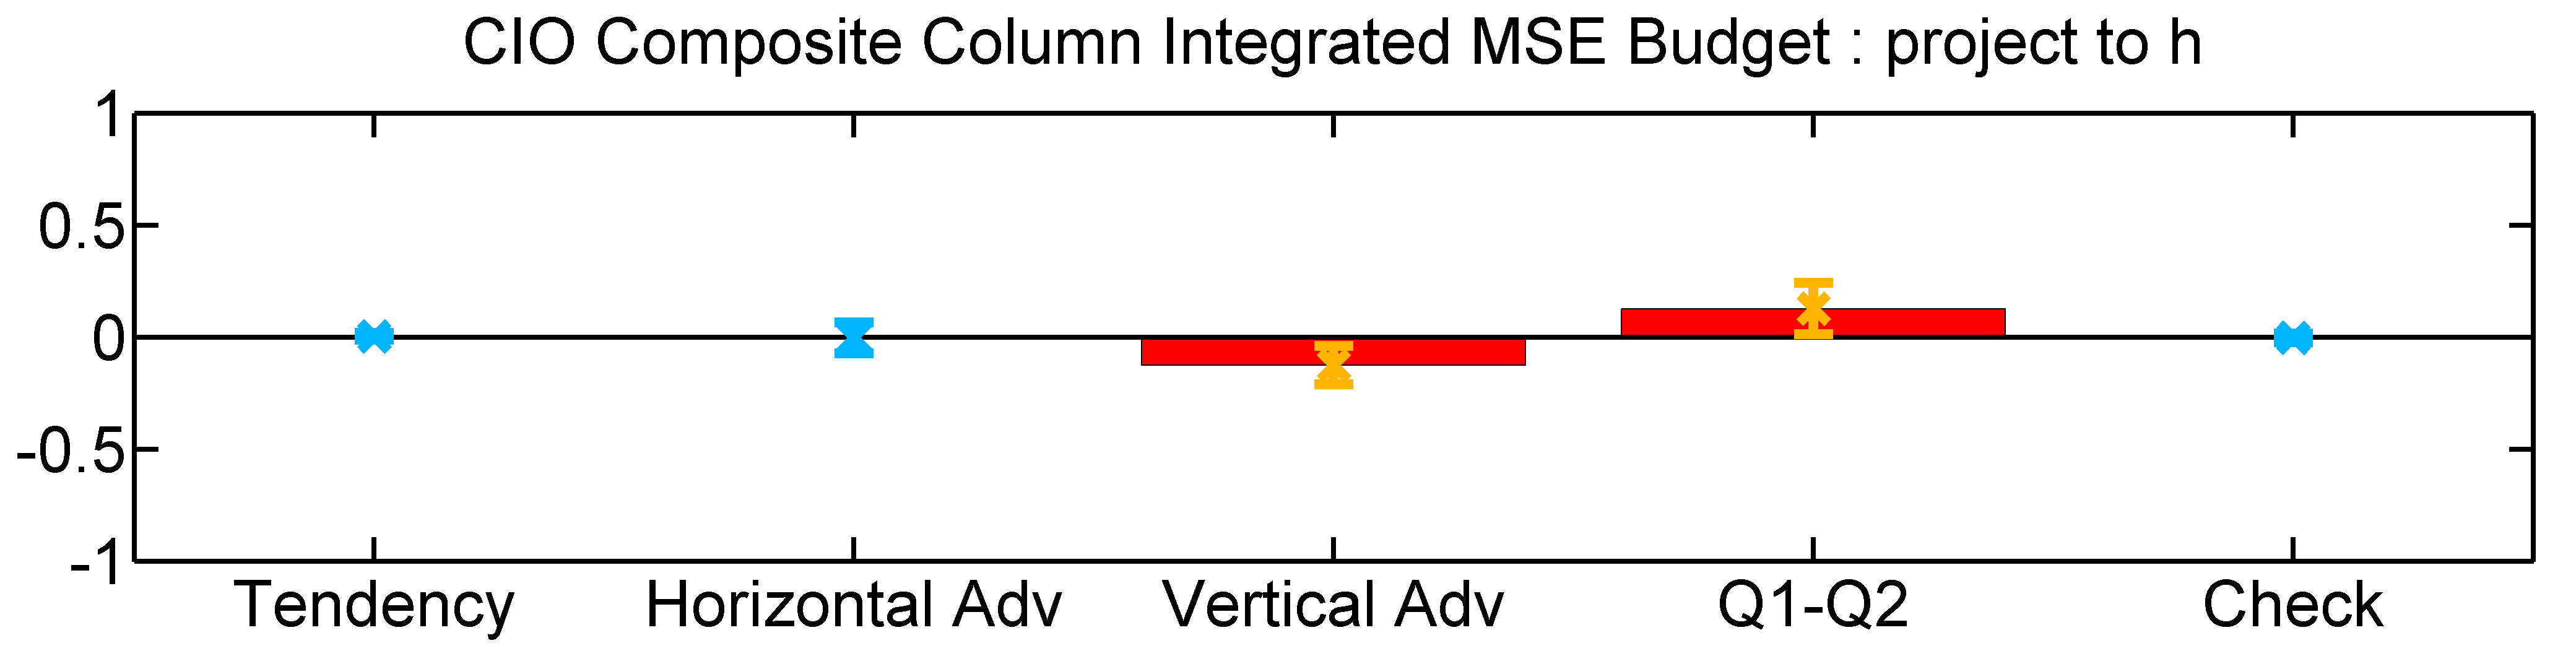 CIO Composite Column Integrated MSE Budget : project to h
1
0.5
0
-0.5
-1
Tendency Horizontal Adv Vertical Adv Q1-Q2 Check